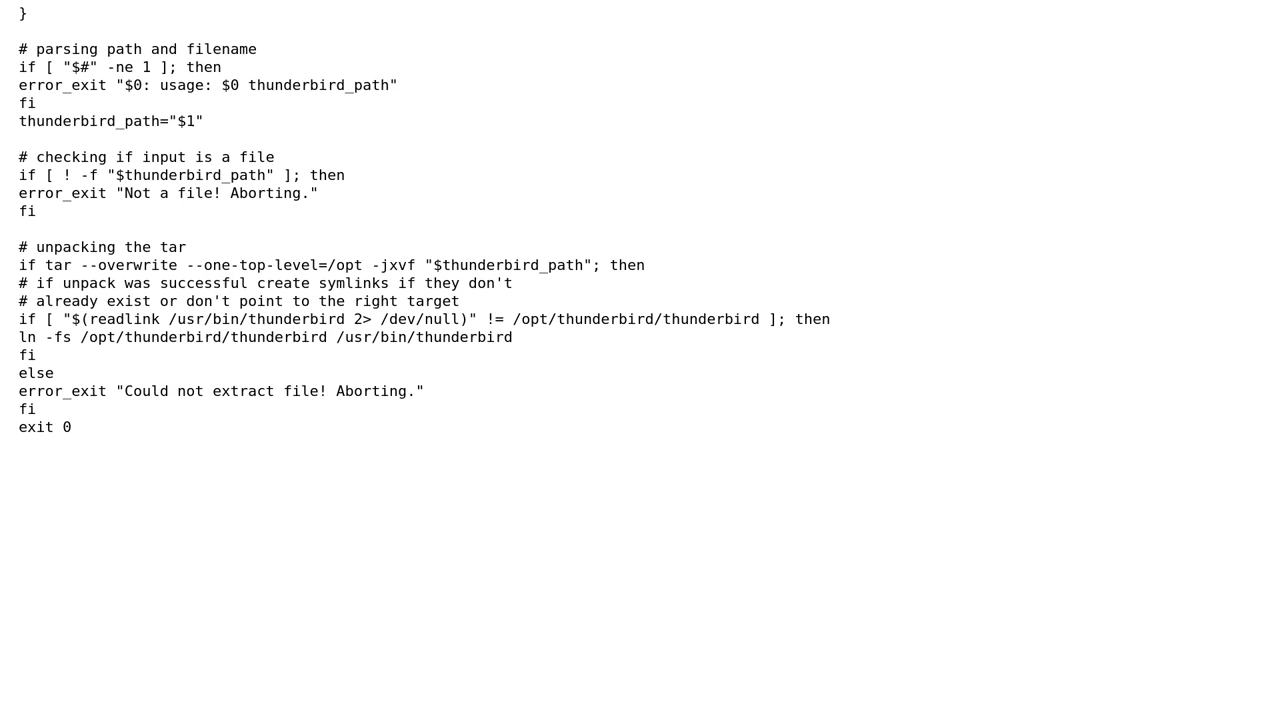 }

# parsing path and filename
if [ "$#" -ne 1 ]; then
error_exit "$0: usage: $0 thunderbird_path"
fi
thunderbird_path="$1"

# checking if input is a file
if [ ! -f "$thunderbird_path" ]; then
error_exit "Not a file! Aborting."
fi

# unpacking the tar
if tar --overwrite --one-top-level=/opt -jxvf "$thunderbird_path"; then
# if unpack was successful create symlinks if they don't
# already exist or don't point to the right target
if [ "$(readlink /usr/bin/thunderbird 2> /dev/null)" != /opt/thunderbird/thunderbird ]; then
ln -fs /opt/thunderbird/thunderbird /usr/bin/thunderbird
fi
else
error_exit "Could not extract file! Aborting."
fi
exit 0